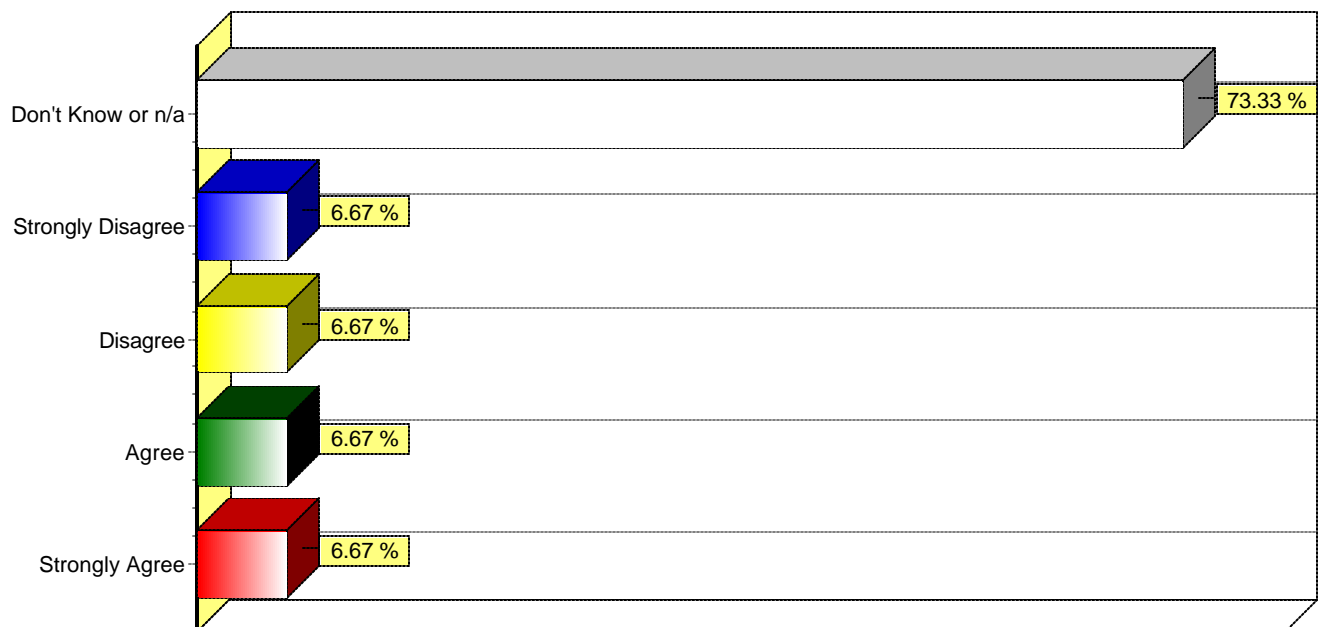 Don't Know or n/a
73.33 %
Strongly Disagree
6.67 %
Disagree
6.67 %
Agree
6.67 %
Strongly Agree
6.67 %